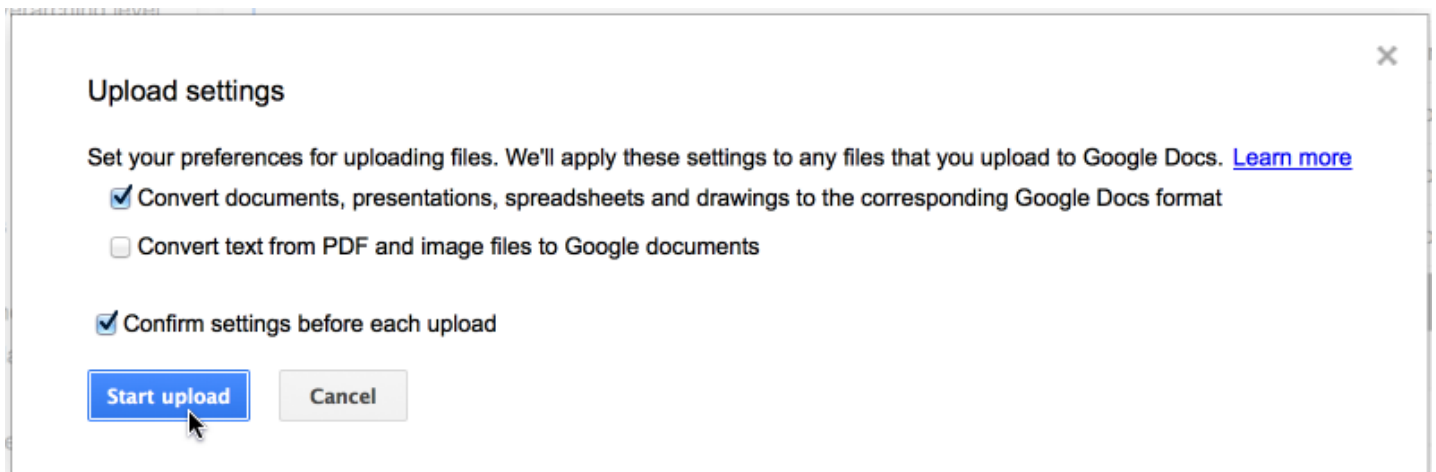 Upload settings
Set your preferences for uploading files. We'll apply these settings to any files that you upload to Google Docs. Learn more
Convert documents, presentations, spreadsheets and drawings to the corresponding Google Docs format
Convert text from PDF and image files to Google documents
Confirm settings before each upload
Start upload Cancel